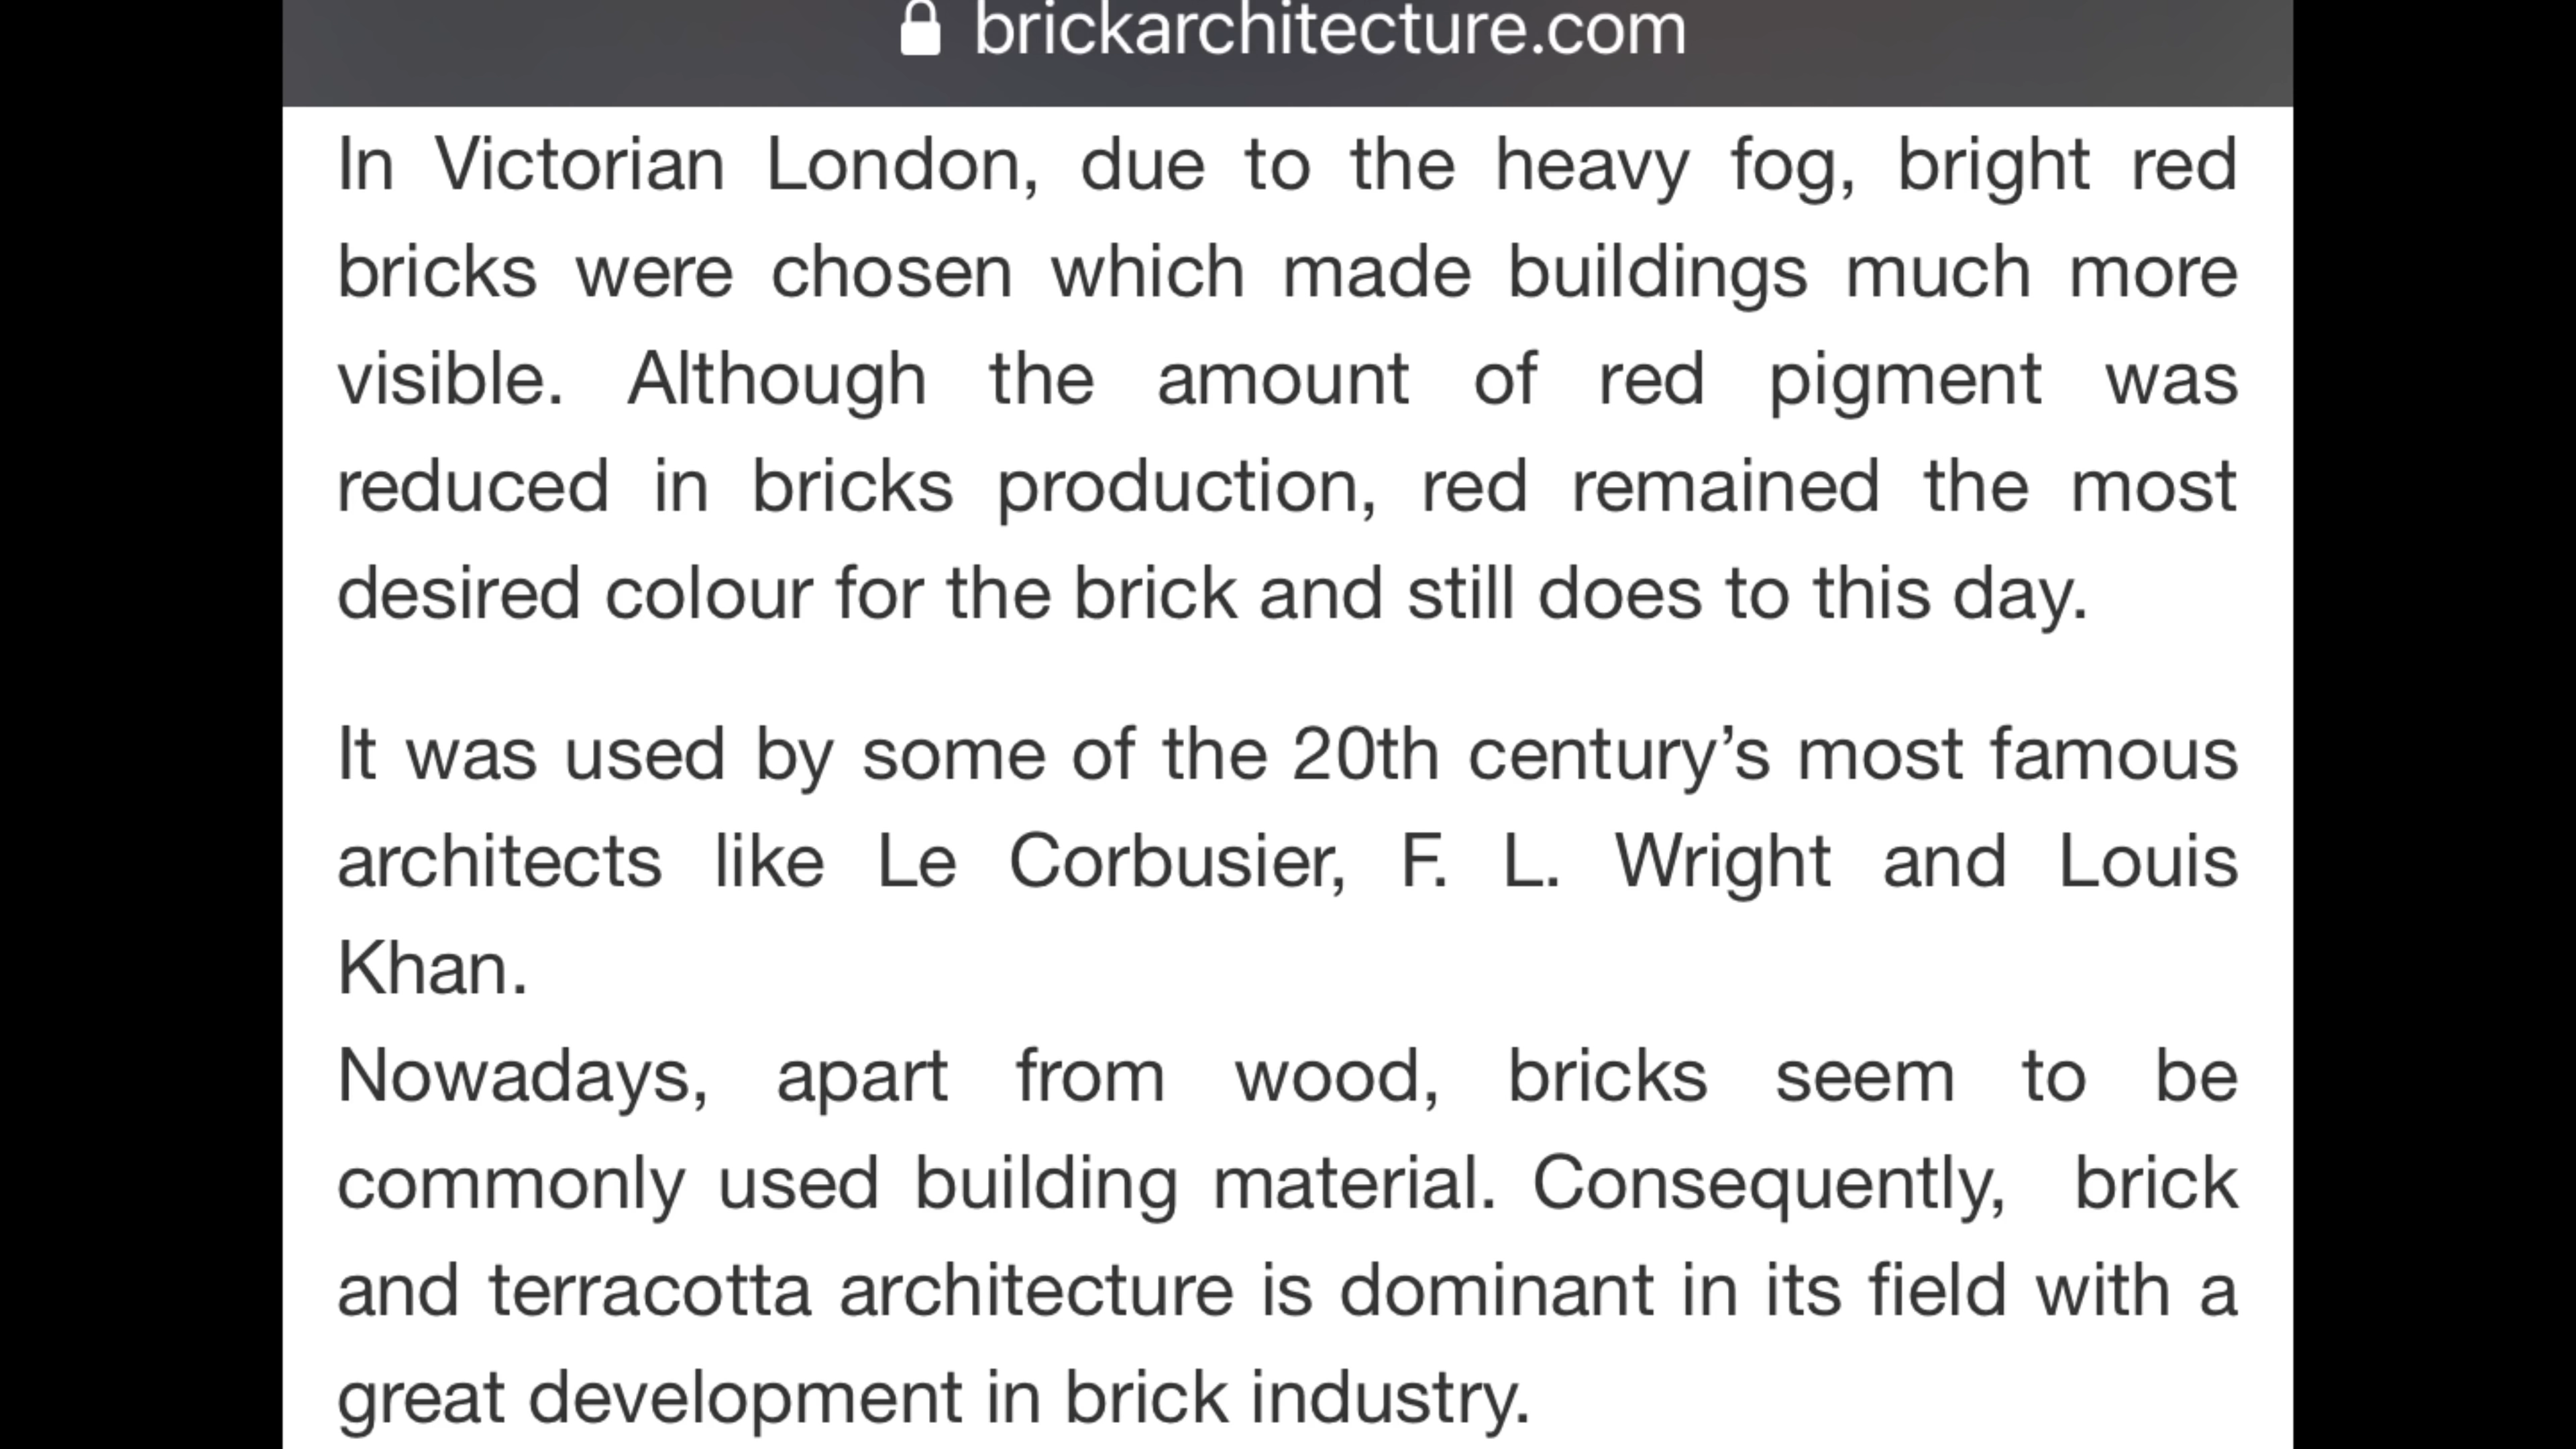 brickarchitecture.com
In Victorian London, due to the heavy fog, bright red
bricks were chosen which made buildings much more
visible. Although the amount of red pigment was
reduced in bricks production, red remained the most
desired colour for the brick and still does to this day.
It was used by some of the 20th century’s most famous
architects like Le Corbusier, F. L. Wright and Louis
Khan.
Nowadays, apart from wood, bricks seem to be
commonly used building material. Consequently, brick
and terracotta architecture is dominant in its field with a
great development in brick industry.